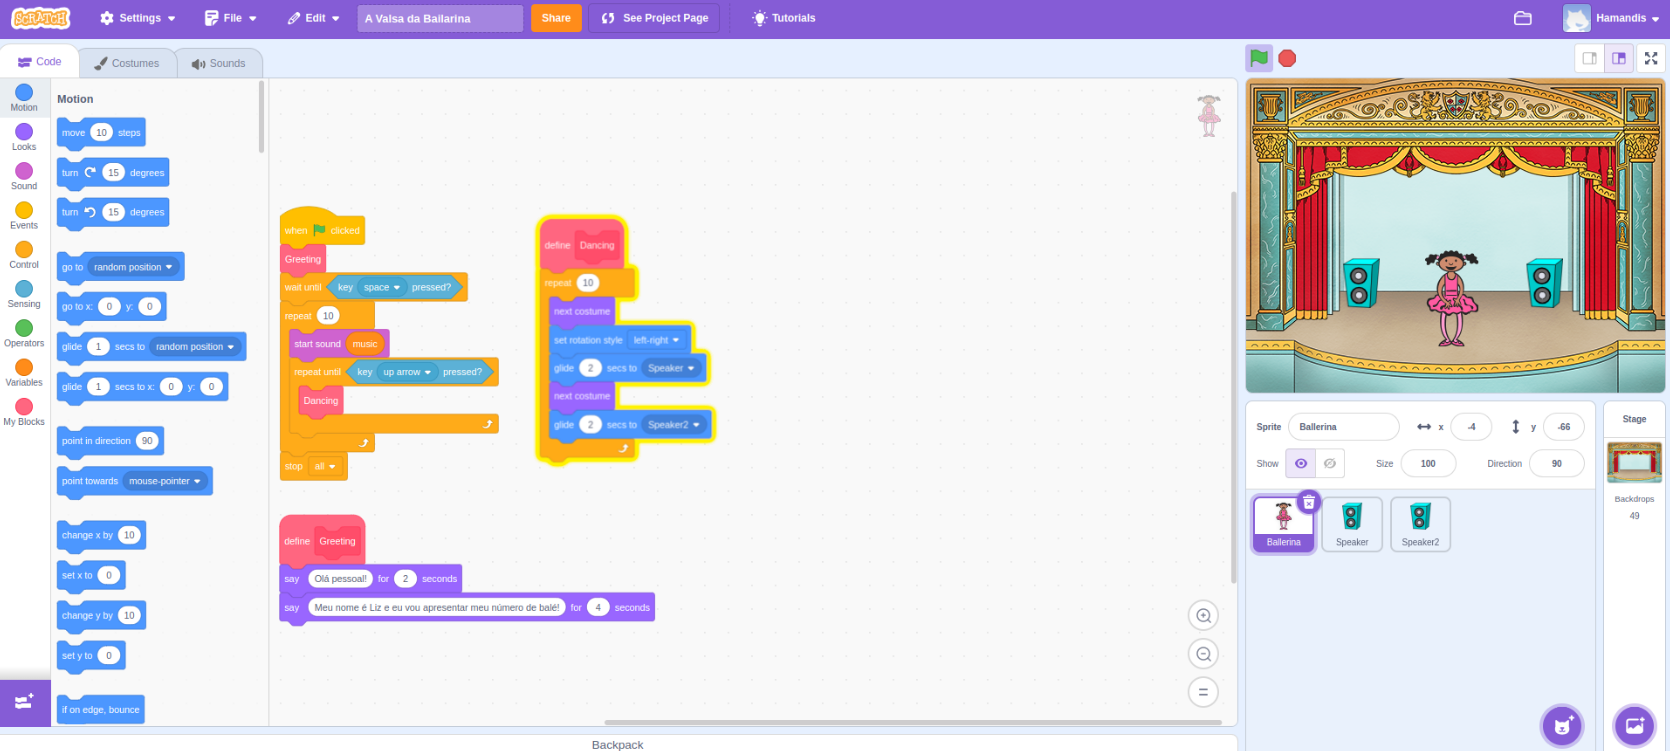 SCRATCH Settings File Edit A Valsa da Bailarina Share See Project Page Tutorials Hamandis
Code Costumes Sounds
Motion
Looks
Sound
Events
Control
Sensing
Operators
Variables
My Blocks
Motion
move 10 steps
turn 15 degrees
turn 15 degrees
go to random position
go to x: 0 y: 0
glide 1 secs to random position
glide 1 secs to x: 0 y: 0
point in direction 90
point towards mouse-pointer
change x by 10
set x to 0
change y by 10
set y to 0
if on edge, bounce
when clicked
Greeting
wait until key space pressed?
repeat 10
start sound music
repeat until key up arrow pressed?
Dancing
stop all
define Dancing
repeat 10
next costume
set rotation style left-right
glide 2 secs to Speaker
next costume
glide 2 secs to Speaker2
define Greeting
say Olá pessoal! for 2 seconds
say Meu nome é Liz e eu vou apresentar meu número de balé! for 4 seconds
Backpack
Sprite Ballerina x -4 y -66
Show Size 100 Direction 90
Ballerina Speaker Speaker2
Stage
Backdrops
49